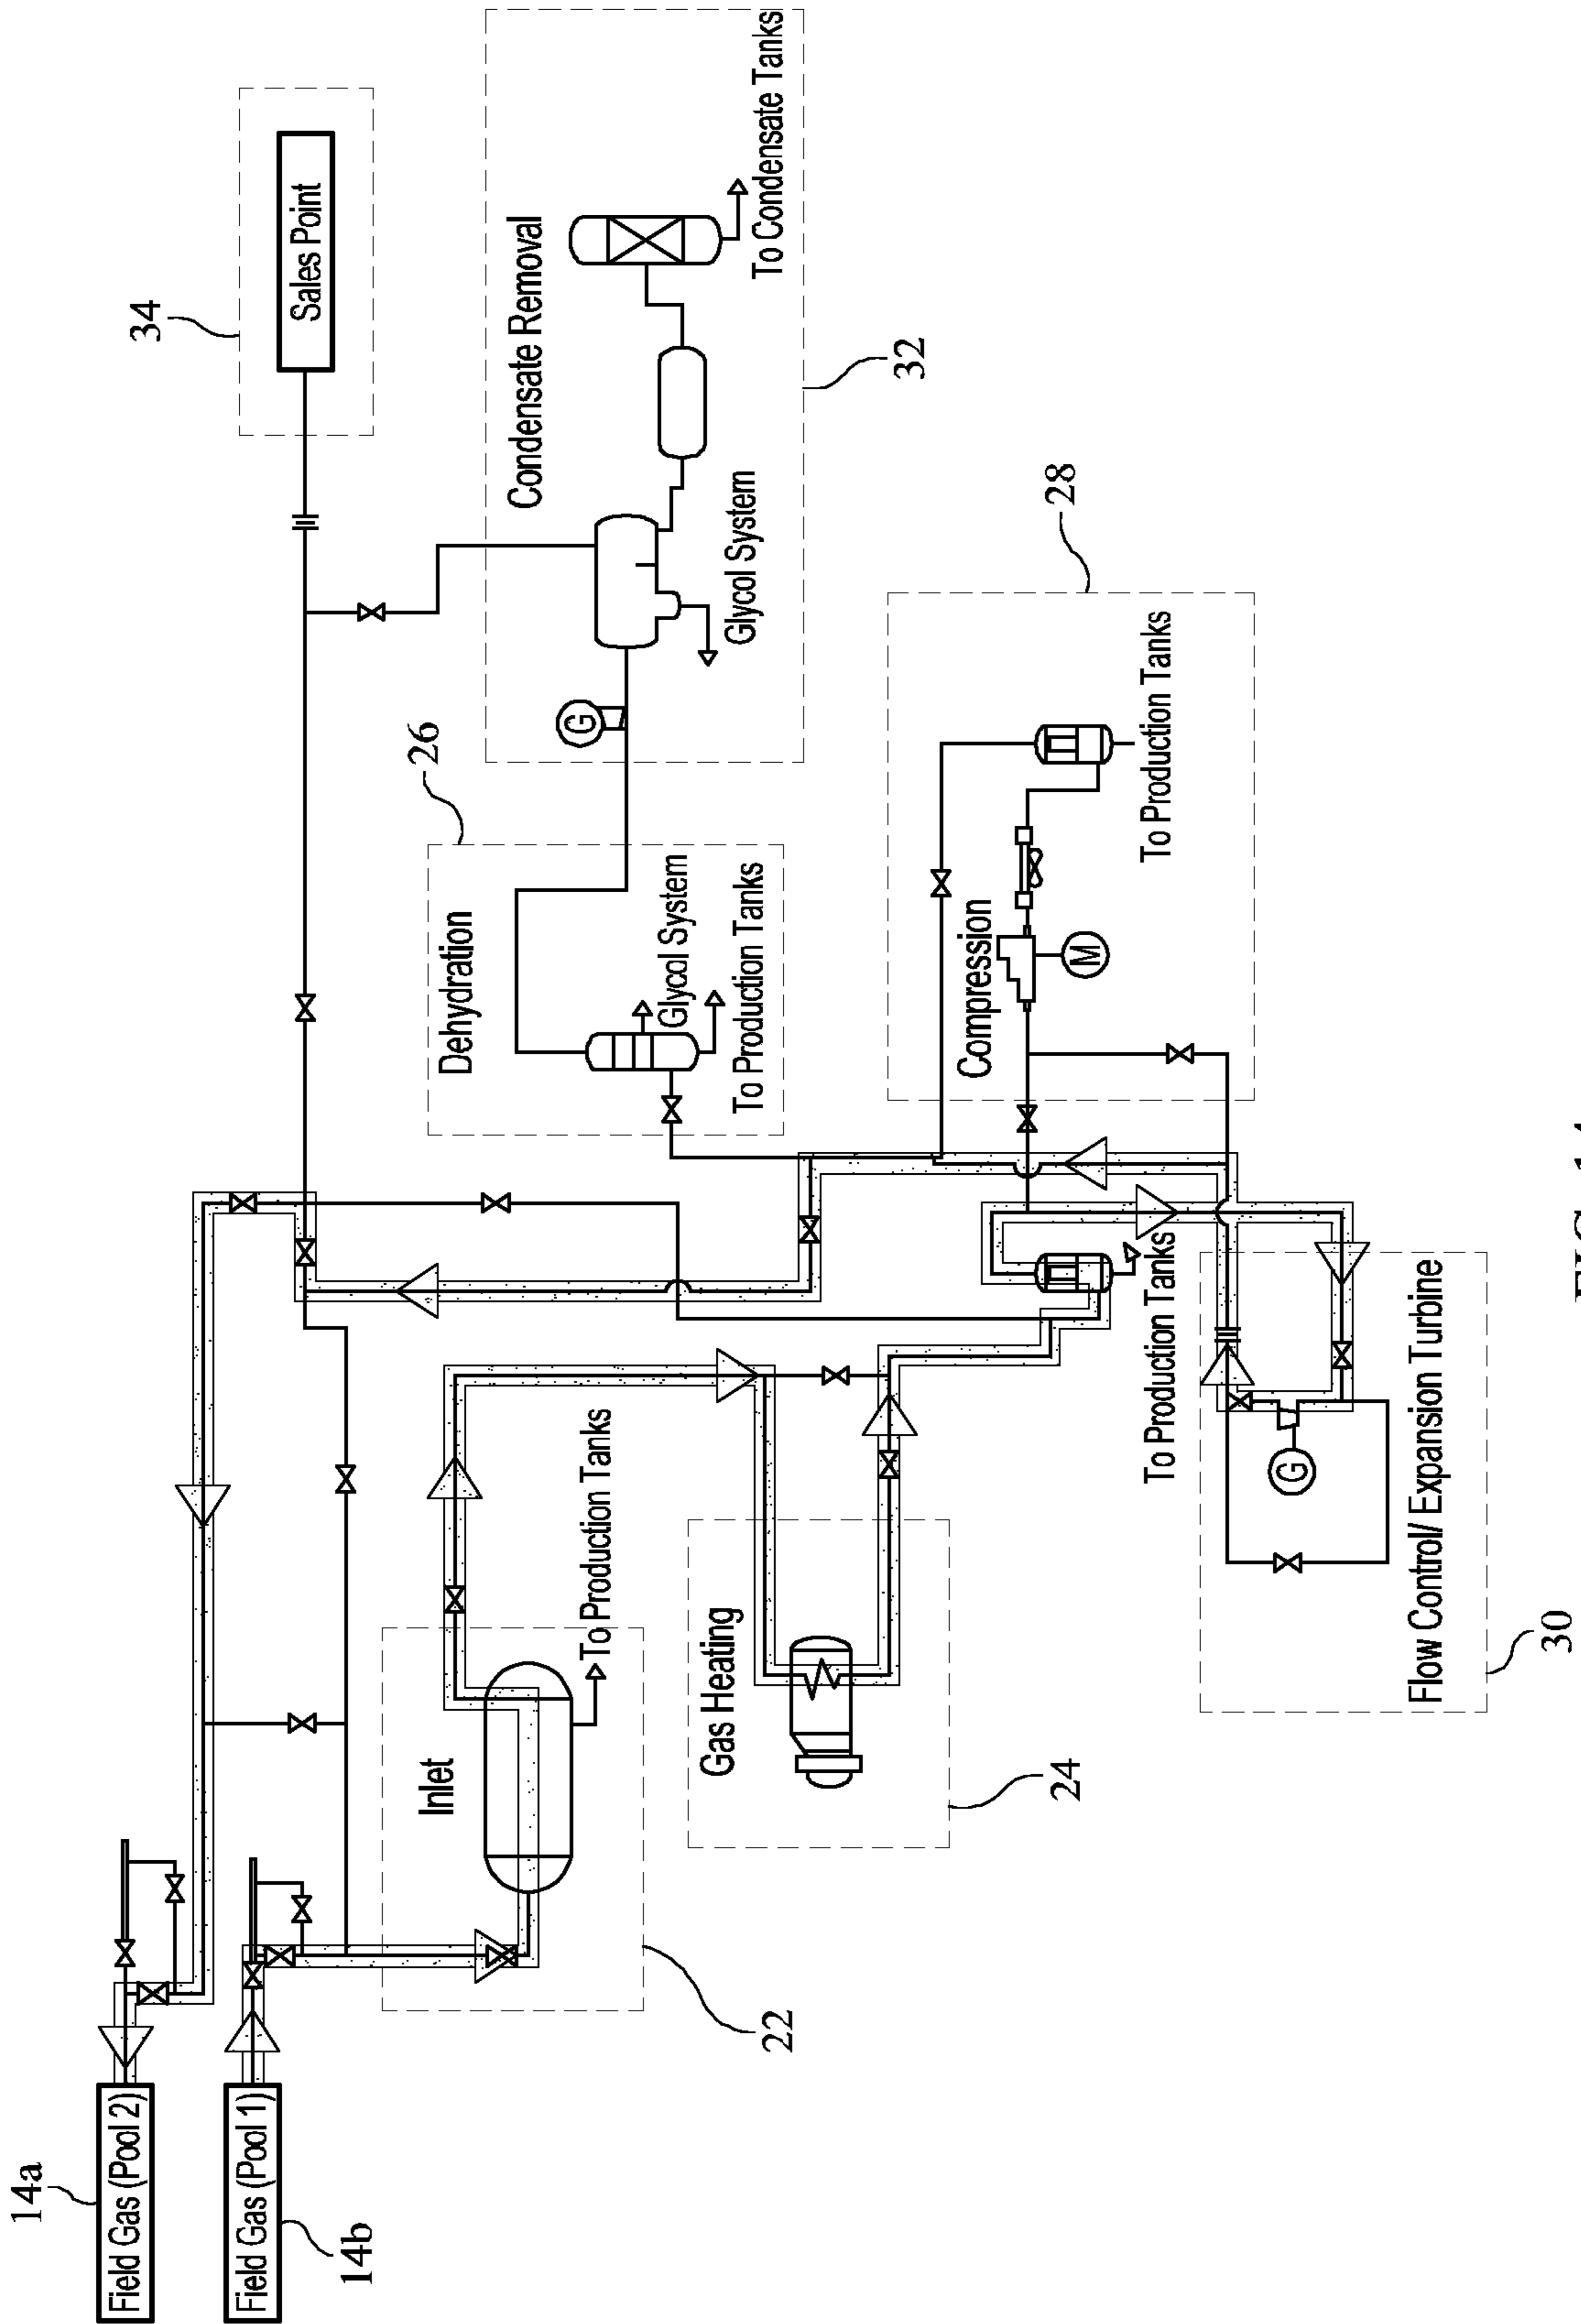 14a
Field Gas (Pool 2)
34
Field Gas (Pool 1)
Sales Point
14b
26
Inlet
Dehydration
Condensate Removal
G
To Production Tanks
Glycol System
Gas Heating
Glycol System
To Production Tanks
To Condensate Tanks
22
32
Compression
24
28
M
To Production Tanks
To Production Tanks
G
Flow Control/ Expansion Turbine
30